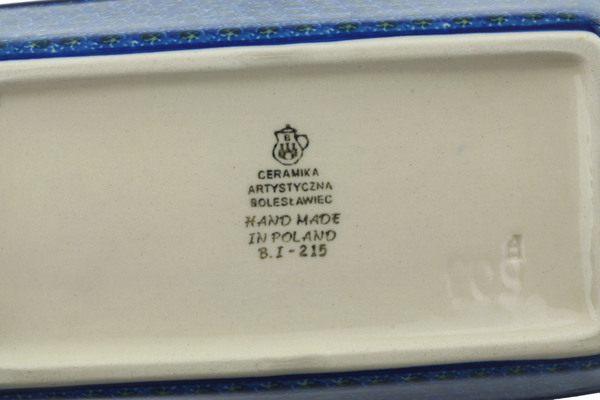 B
CERAMIKA
ARTYSTYCZNA
BOLESŁAWIEC
HAND MADE
IN POLAND
B.I-215